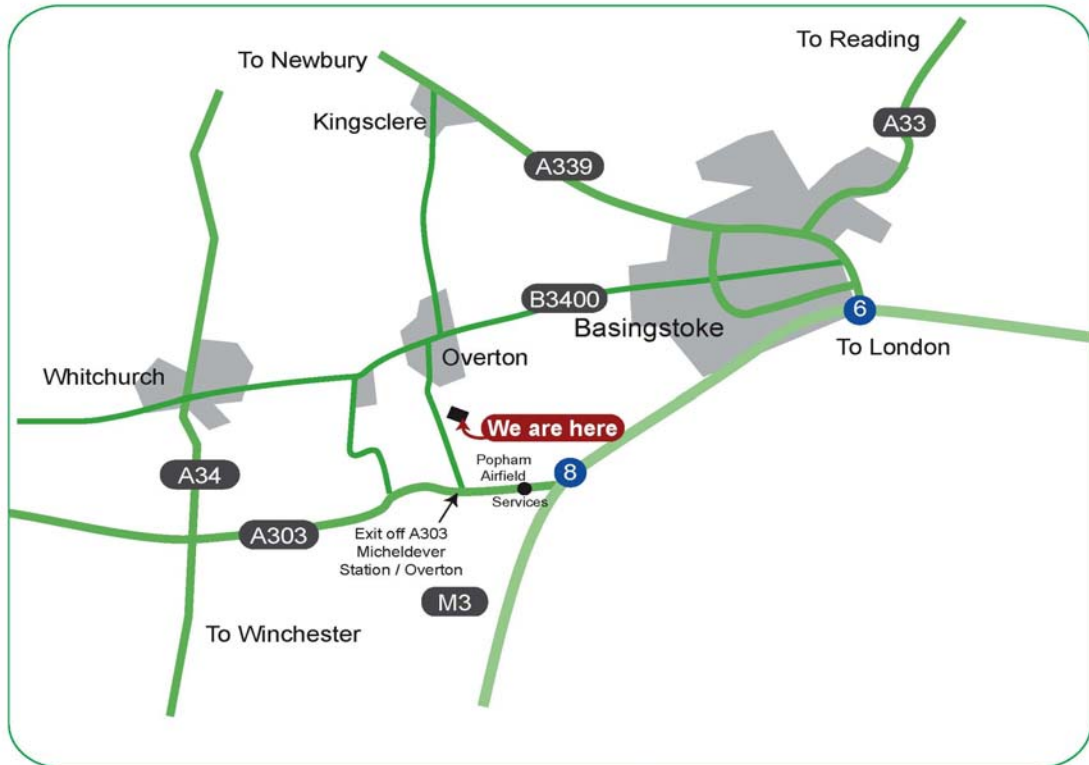 To Reading
To Newbury
Kingsclere
A33
A339
B3400
6
Basingstoke
To London
Overton
Whitchurch
We are here
Popham
Airfield
8
A34
Services
A303
Exit off A303
Micheldever
Station / Overton
M3
To Winchester